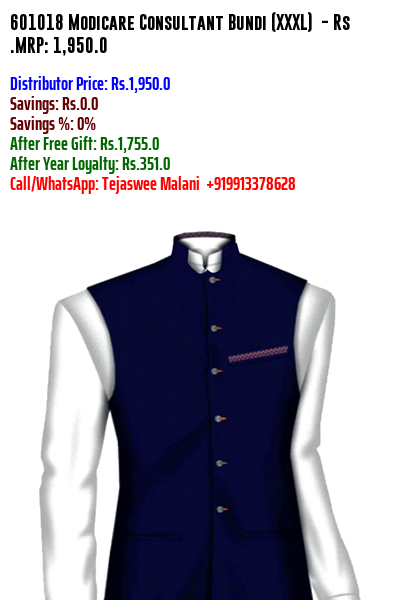 601018 Modicare Consultant Bundi (XXXL) - Rs
.MRP: 1,950.0
Distributor Price: Rs.1,950.0
Savings: Rs.0.0
Savings %: 0%
After Free Gift: Rs.1,755.0
After Year Loyalty: Rs.351.0
Call/WhatsApp: Tejaswee Malani +919913378628